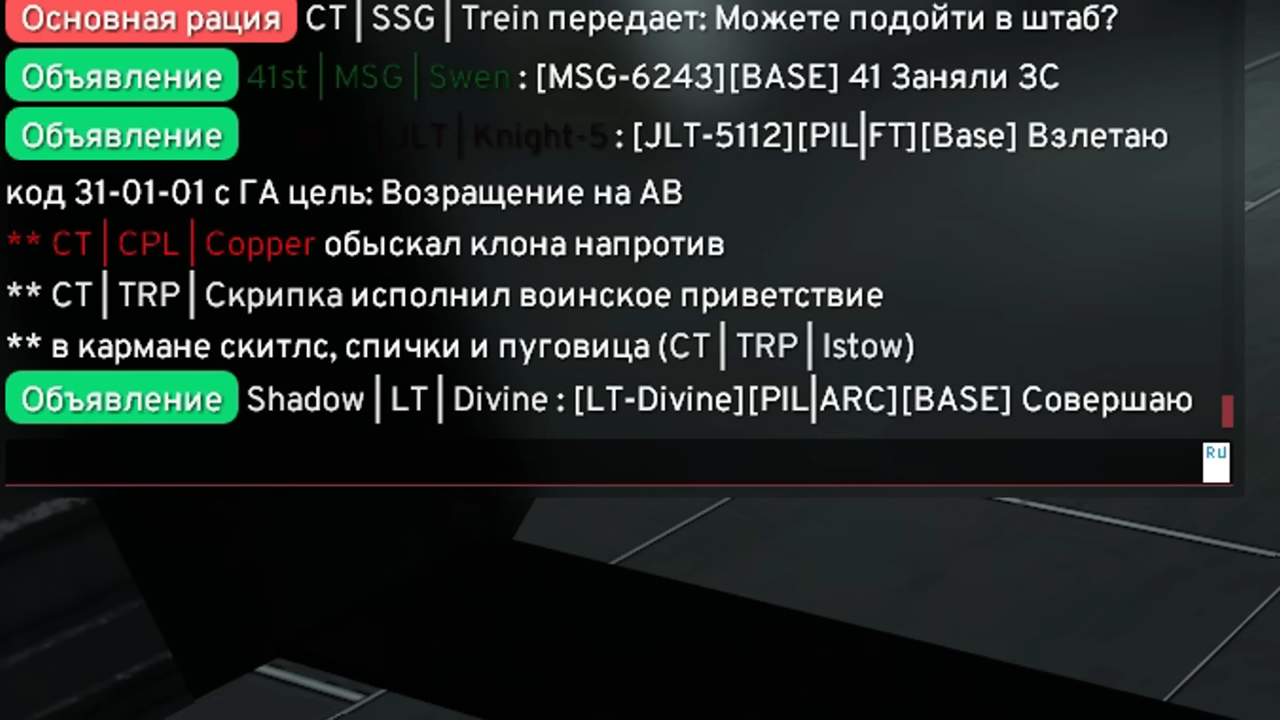 Основная рация CT | SSG | Trein передает: Можете подойти в штаб?
Объявление 41st | MSG | Swen : [MSG-6243][BASE] 41 Заняли ЗС
Объявление JLT | Knight-5 : [JLT-5112][PIL|FT][Base] Взлетаю
код 31-01-01 с ГА цель: Возращение на АВ
** CT | CPL | Copper обыскал клона напротив
** CT | TRP | Скрипка исполнил воинское приветствие
** в кармане скитлс, спички и пуговица (CT | TRP | Istow)
Объявление Shadow | LT | Divine : [LT-Divine][PIL|ARC][BASE] Совершаю
Ru